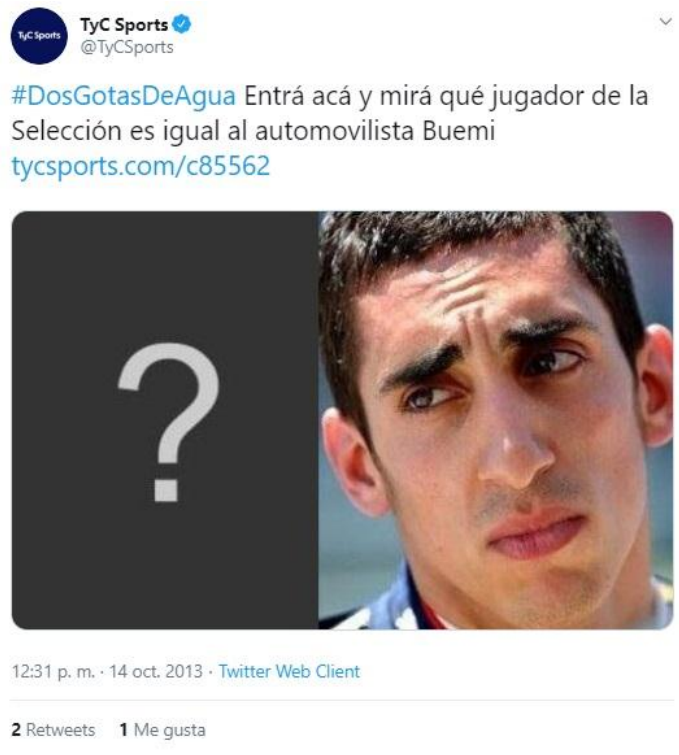 TyC Sports
TyC Sports
@TyCSports
#DosGotasDeAgua Entrá acá y mirá qué jugador de la
Selección es igual al automovilista Buemi
tycsports.com/c85562
?
12:31 p. m. · 14 oct. 2013 · Twitter Web Client
2 Retweets 1 Me gusta